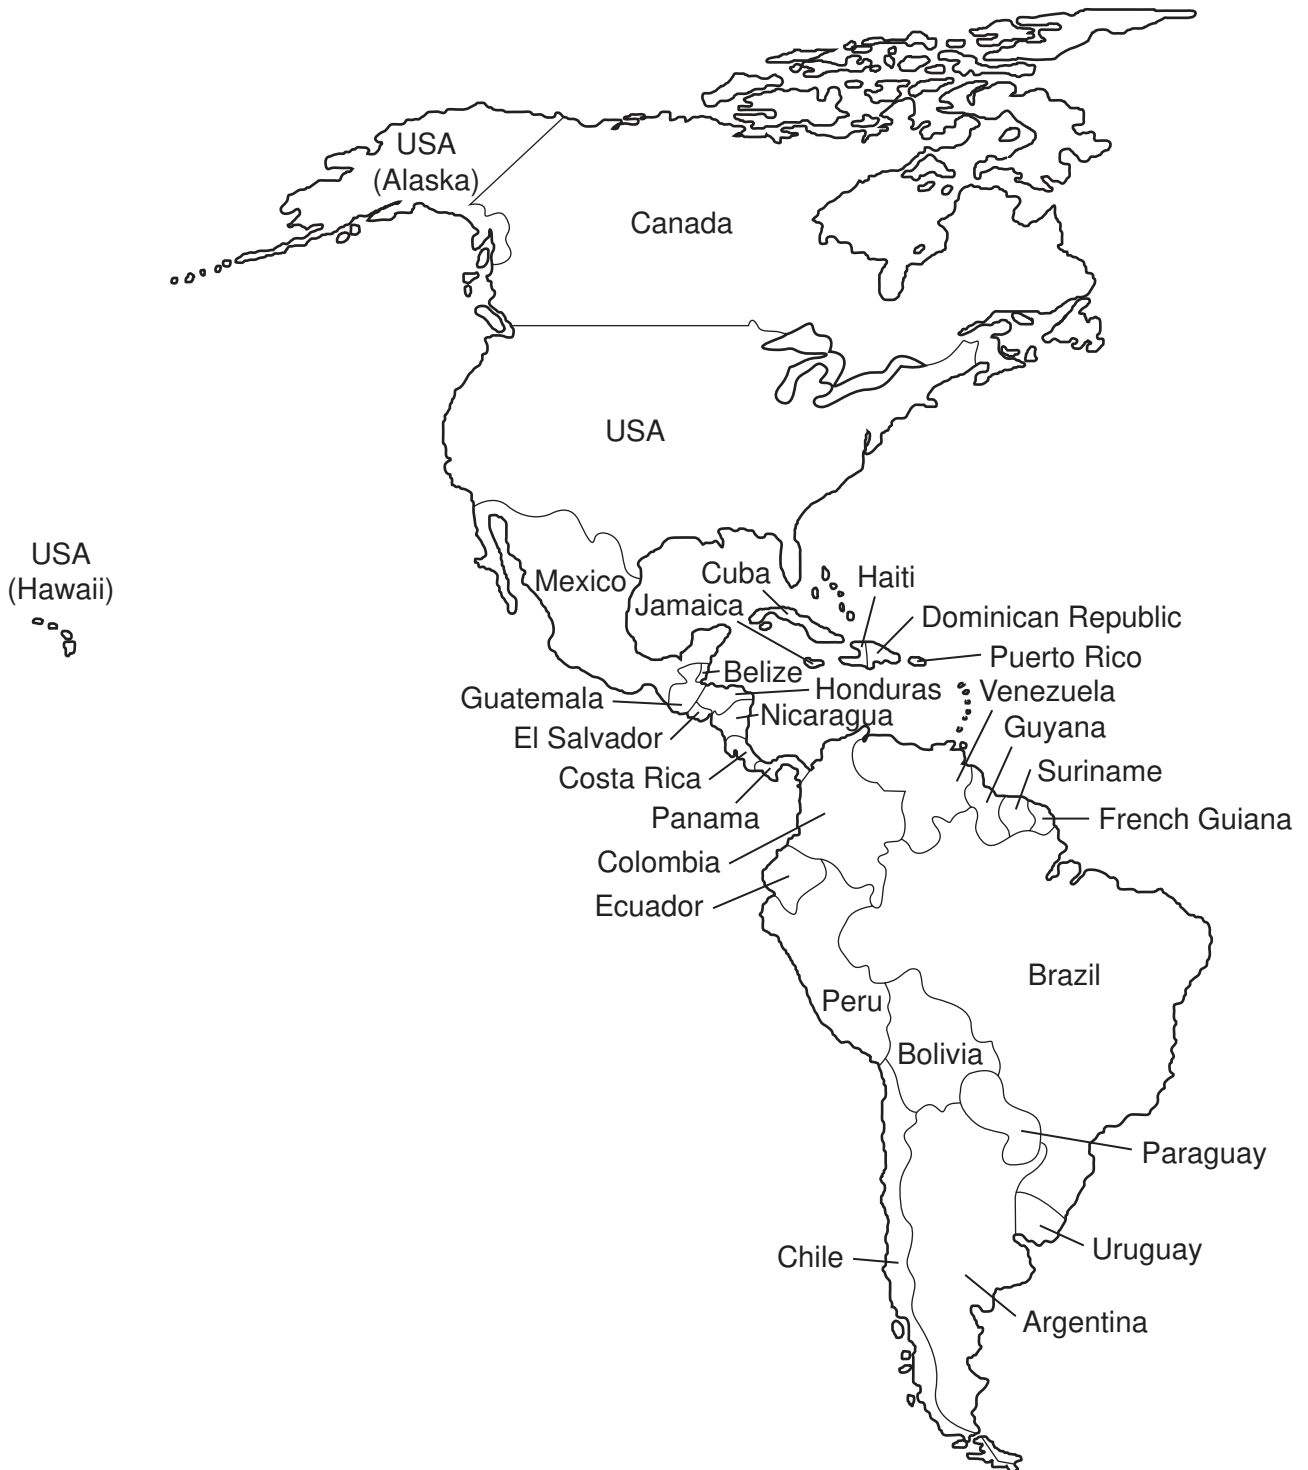 USA
(Alaska)
Canada
USA
USA
(Hawaii)
Mexico
Cuba
Haiti
Jamaica
Dominican Republic
Puerto Rico
Belize
Venezuela
Guatemala
Honduras
Nicaragua
Guyana
El Salvador
Costa Rica
Suriname
Panama
French Guiana
Colombia
Ecuador
Brazil
Peru
Bolivia
Paraguay
Uruguay
Chile
Argentina